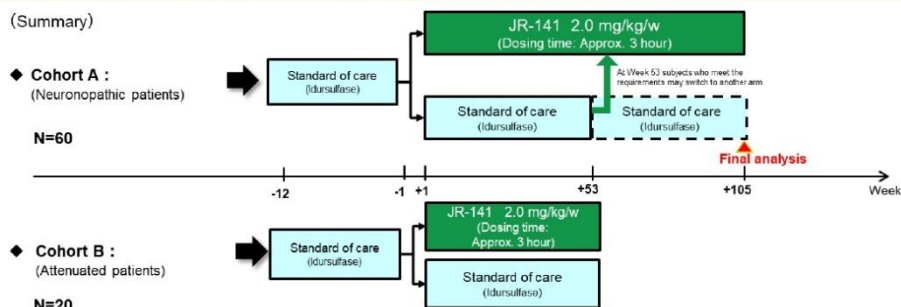 (Summary)
JR-141 2.0 mg/kg/w
(Dosing time: Approx. 3 hour)
◆ Cohort A :
(Neuronopathic patients)
N=60
Standard of care
(Idursulfase)
At Week 53 subjects who meet the
requirements may switch to another arm
Standard of care
(Idursulfase)
Standard of care
(Idursulfase)
Final analysis
-12
-1
+1
+53
+105
Week
◆ Cohort B :
(Attenuated patients)
N=20
Standard of care
(Idursulfase)
JR-141 2.0 mg/kg/w
(Dosing time:
Approx. 3 hour)
Standard of care
(Idursulfase)